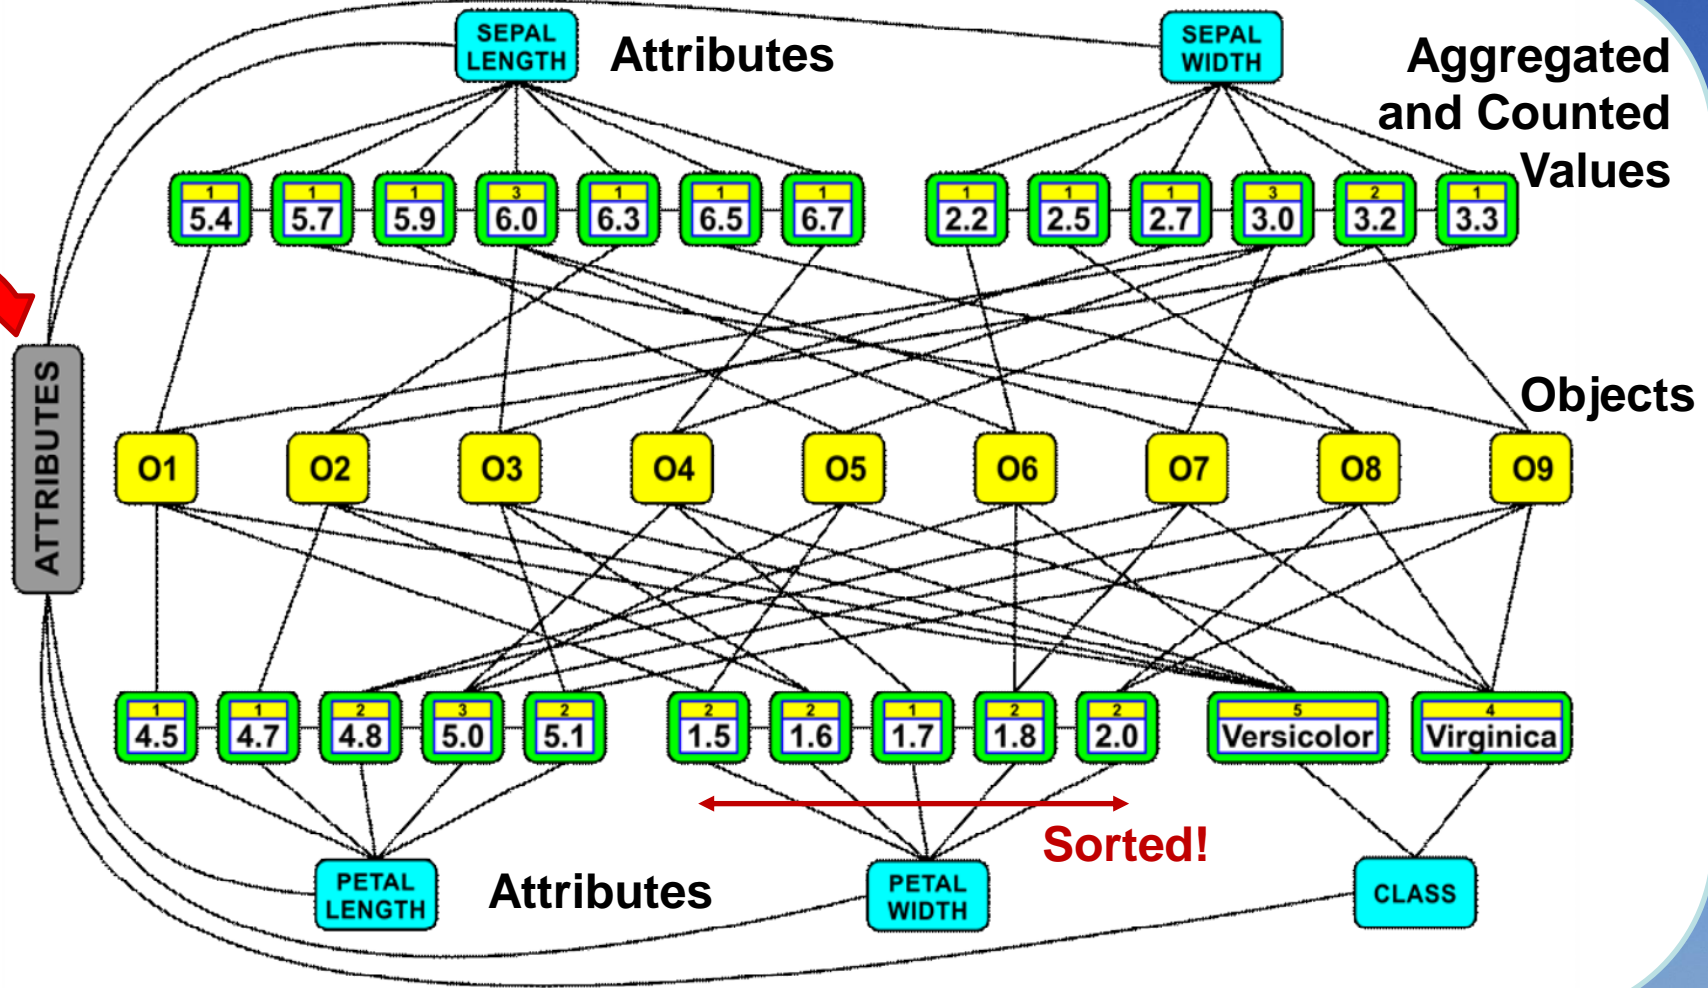 SEPAL
LENGTH
Attributes
SEPAL
WIDTH
Aggregated
and Counted
Values
1 1 1 3 1 1 1
5.4 5.7 5.9 6.0 6.3 6.5 6.7
1 1 1 3 2 1
2.2 2.5 2.7 3.0 3.2 3.3
ATTRIBUTES
Objects
O1 O2 O3 O4 O5 O6 O7 O8 O9
1 1 2 3 2
4.5 4.7 4.8 5.0 5.1
2 2 1 2 2
1.5 1.6 1.7 1.8 2.0
5 4
Versicolor Virginica
Sorted!
PETAL
LENGTH
Attributes
PETAL
WIDTH
CLASS